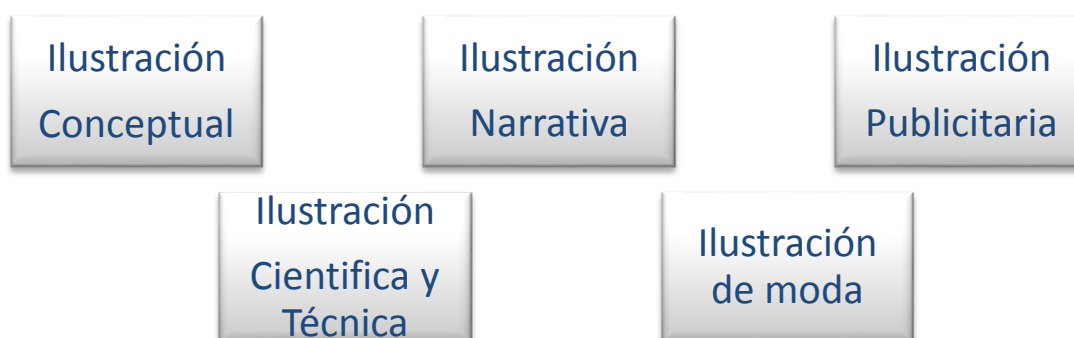 Ilustración
Conceptual
Ilustración
Narrativa
Ilustración
Publicitaria
Ilustración
Cientifica y
Técnica
Ilustración
de moda